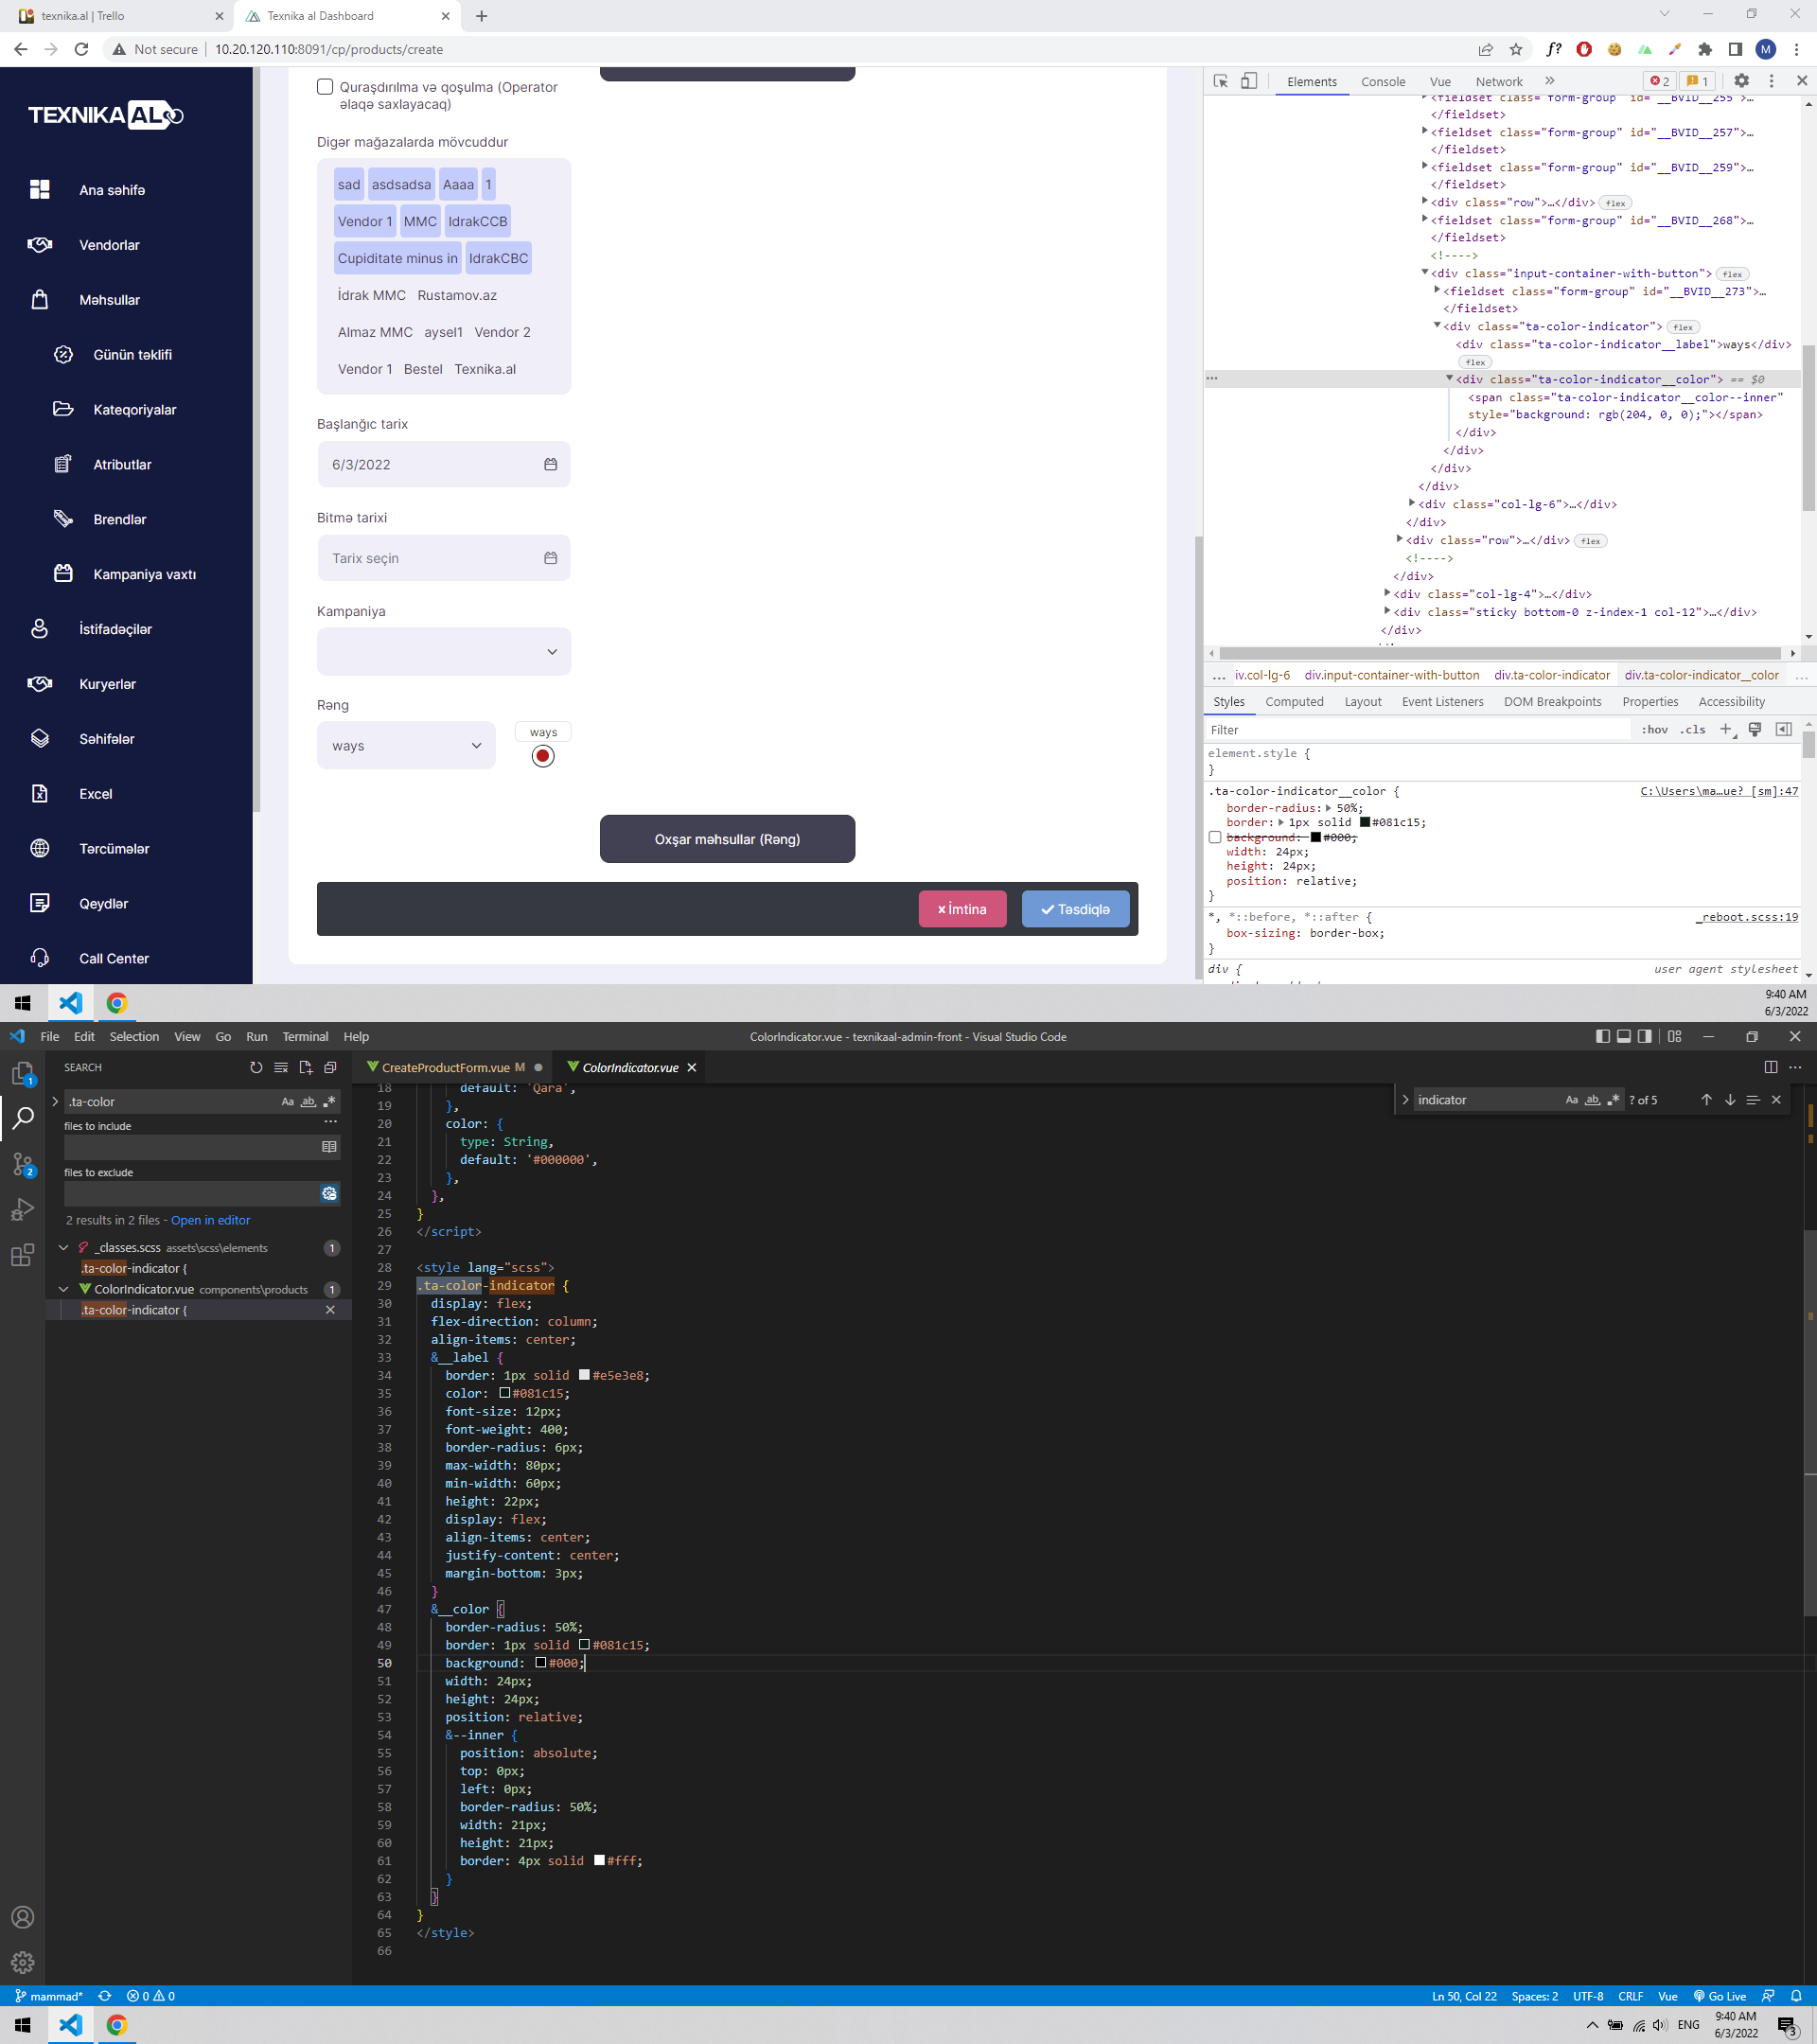 texnika.al | Trello
Texnika al Dashboard
Not secure
10.20.120.110:8091/cp/products/create
f?
M
TEXNIKA AL
Ana səhifə
Vendorlar
Məhsullar
Günün təklifi
Kateqoriyalar
Atributlar
Brendlər
Kampaniya vaxtı
İstifadəçilər
Kuryerlər
Səhifələr
Excel
Tərcümələr
Qeydlər
Call Center
Quraşdırılma və qoşulma (Operator
əlaqə saxlayacaq)
Digər mağazalarda mövcuddur
sad asdsadsa Aaaa 1
Vendor 1 MMC IdrakCCB
Cupiditate minus in IdrakCBC
İdrak MMC Rustamov.az
Almaz MMC aysel1 Vendor 2
Vendor 1 Bestel Texnika.al
Başlanğıc tarix
6/3/2022
Bitmə tarixi
Tarix seçin
Kampaniya
Rəng
ways
ways
Oxşar məhsullar (Rəng)
× İmtina
Təsdiqlə
Elements Console Vue Network » 2 1
<fieldset class="form-group" id="__BVID__255">…
</fieldset>
<fieldset class="form-group" id="__BVID__257">…
</fieldset>
<fieldset class="form-group" id="__BVID__259">…
</fieldset>
<div class="row">…</div> flex
<fieldset class="form-group" id="__BVID__268">…
</fieldset>
<!---->
<div class="input-container-with-button"> flex
<fieldset class="form-group" id="__BVID__273">…
</fieldset>
<div class="ta-color-indicator"> flex
<div class="ta-color-indicator__label">ways</div>
flex
… <div class="ta-color-indicator__color"> == $0
<span class="ta-color-indicator__color--inner"
style="background: rgb(204, 0, 0);"></span>
</div>
</div>
</div>
</div>
<div class="col-lg-6">…</div>
</div>
<div class="row">…</div> flex
<!---->
</div>
<div class="col-lg-4">…</div>
<div class="sticky bottom-0 z-index-1 col-12">…</div>
</div>
… iv.col-lg-6 div.input-container-with-button div.ta-color-indicator div.ta-color-indicator__color …
Styles Computed Layout Event Listeners DOM Breakpoints Properties Accessibility
Filter :hov .cls +
element.style {
}
.ta-color-indicator__color { C:\Users\ma…ue? [sm]:47
border-radius: 50%;
border: 1px solid #081c15;
background: #000;
width: 24px;
height: 24px;
position: relative;
}
*, *::before, *::after { _reboot.scss:19
box-sizing: border-box;
}
div { user agent stylesheet
9:40 AM
6/3/2022
File Edit Selection View Go Run Terminal Help
ColorIndicator.vue - texnikaal-admin-front - Visual Studio Code
1
2
SEARCH
.ta-color
Aa ab .*
files to include
…
files to exclude
2 results in 2 files - Open in editor
_classes.scss assets\scss\elements 1
.ta-color-indicator {
ColorIndicator.vue components\products 1
.ta-color-indicator {
CreateProductForm.vue M
ColorIndicator.vue
indicator Aa ab .* ? of 5
18 default: 'Qara',
19 },
20 color: {
21 type: String,
22 default: '#000000',
23 },
24 },
25 }
26 </script>
27
28 <style lang="scss">
29 .ta-color-indicator {
30 display: flex;
31 flex-direction: column;
32 align-items: center;
33 &__label {
34 border: 1px solid #e5e3e8;
35 color: #081c15;
36 font-size: 12px;
37 font-weight: 400;
38 border-radius: 6px;
39 max-width: 80px;
40 min-width: 60px;
41 height: 22px;
42 display: flex;
43 align-items: center;
44 justify-content: center;
45 margin-bottom: 3px;
46 }
47 &__color {
48 border-radius: 50%;
49 border: 1px solid #081c15;
50 background: #000;
51 width: 24px;
52 height: 24px;
53 position: relative;
54 &--inner {
55 position: absolute;
56 top: 0px;
57 left: 0px;
58 border-radius: 50%;
59 width: 21px;
60 height: 21px;
61 border: 4px solid #fff;
62 }
63 }
64 }
65 </style>
66
mammad* 0 0
Ln 50, Col 22 Spaces: 2 UTF-8 CRLF Vue Go Live
ENG
9:40 AM
6/3/2022
3